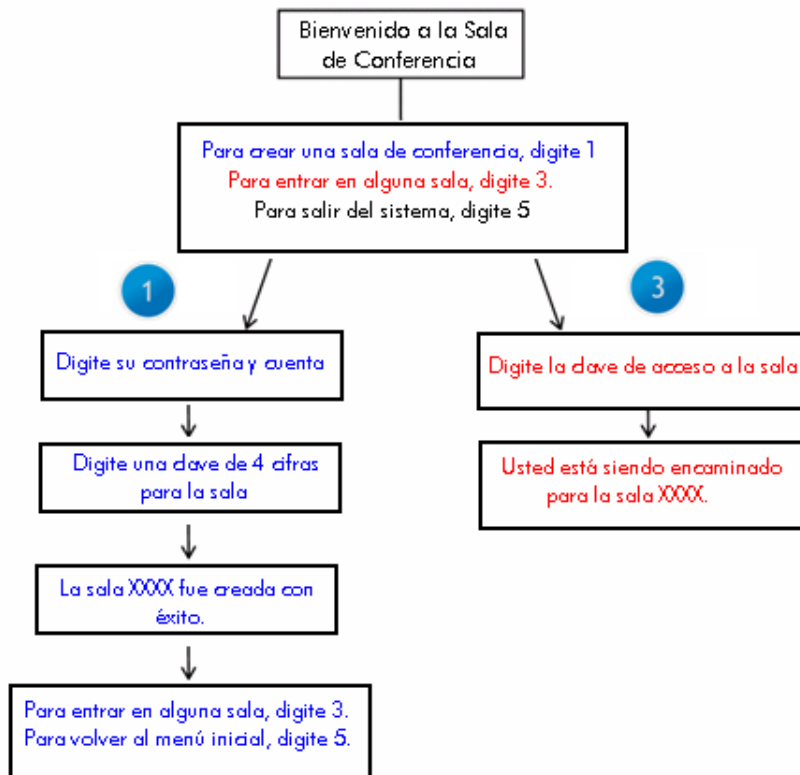 Bienvenido a la Sala
de Conferencia
Para crear una sala de conferencia, digite 1
Para entrar en alguna sala, digite 3.
Para salir del sistema, digite 5
1
3
Digite su contraseña y cuenta
Digite una clave de 4 cifras
para la sala
La sala XXXX fue creada con
éxito.
Para entrar en alguna sala, digite 3.
Para volver al menú inicial, digite 5.
Digite la clave de acceso a la sala
Usted está siendo encaminado
para la sala XXXX.